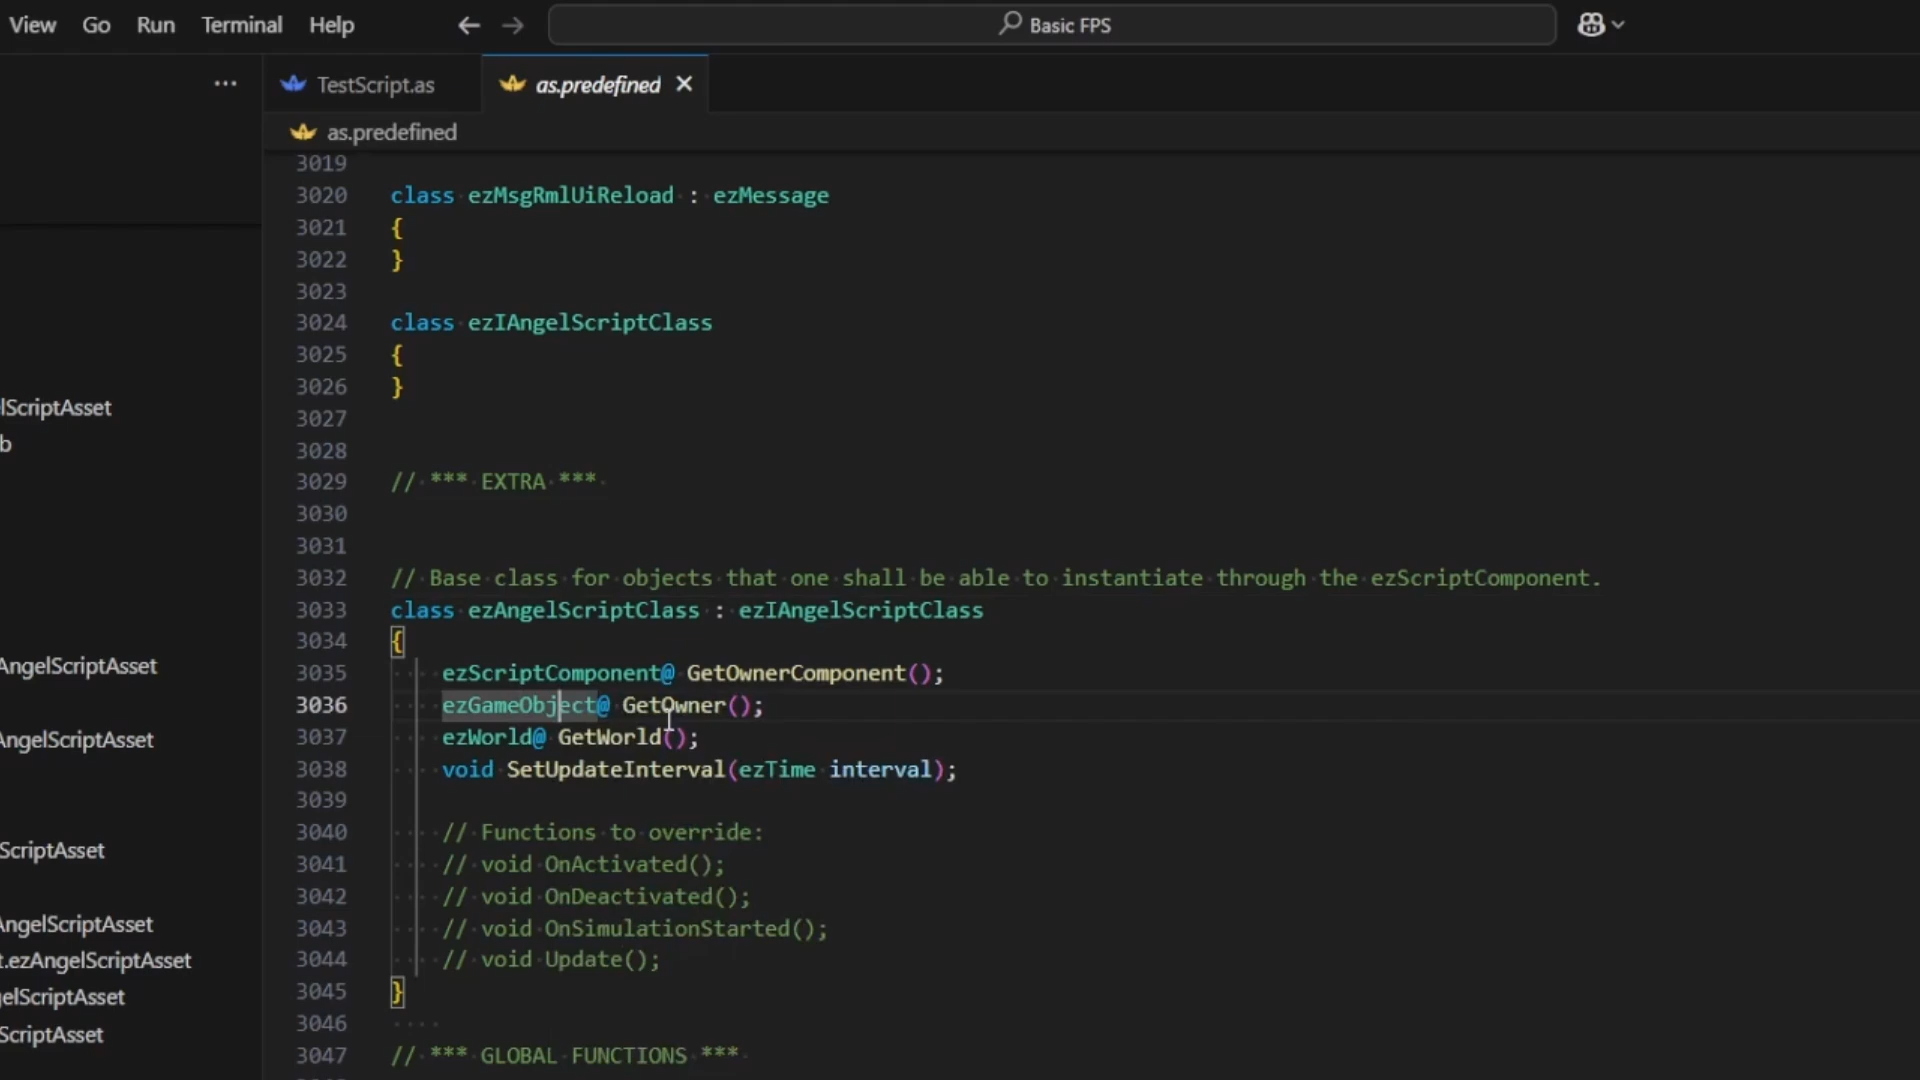 View Go Run Terminal Help Basic FPS
TestScript.as as.predefined
as.predefined
3019
3020 class ezMsgRmlUiReload : ezMessage
3021 {
3022 }
3023
3024 class ezIAngelScriptClass
3025 {
3026 }
3027
3028
3029 // *** EXTRA ***
3030
3031
3032 // Base class for objects that one shall be able to instantiate through the ezScriptComponent.
3033 class ezAngelScriptClass : ezIAngelScriptClass
3034 {
3035 ezScriptComponent@ GetOwnerComponent();
3036 ezGameObject@ GetOwner();
3037 ezWorld@ GetWorld();
3038 void SetUpdateInterval(ezTime interval);
3039
3040 // Functions to override:
3041 // void OnActivated();
3042 // void OnDeactivated();
3043 // void OnSimulationStarted();
3044 // void Update();
3045 }
3046
3047 // *** GLOBAL FUNCTIONS ***
lScriptAsset
b
AngelScriptAsset
AngelScriptAsset
ScriptAsset
AngelScriptAsset
t.ezAngelScriptAsset
gelScriptAsset
ScriptAsset